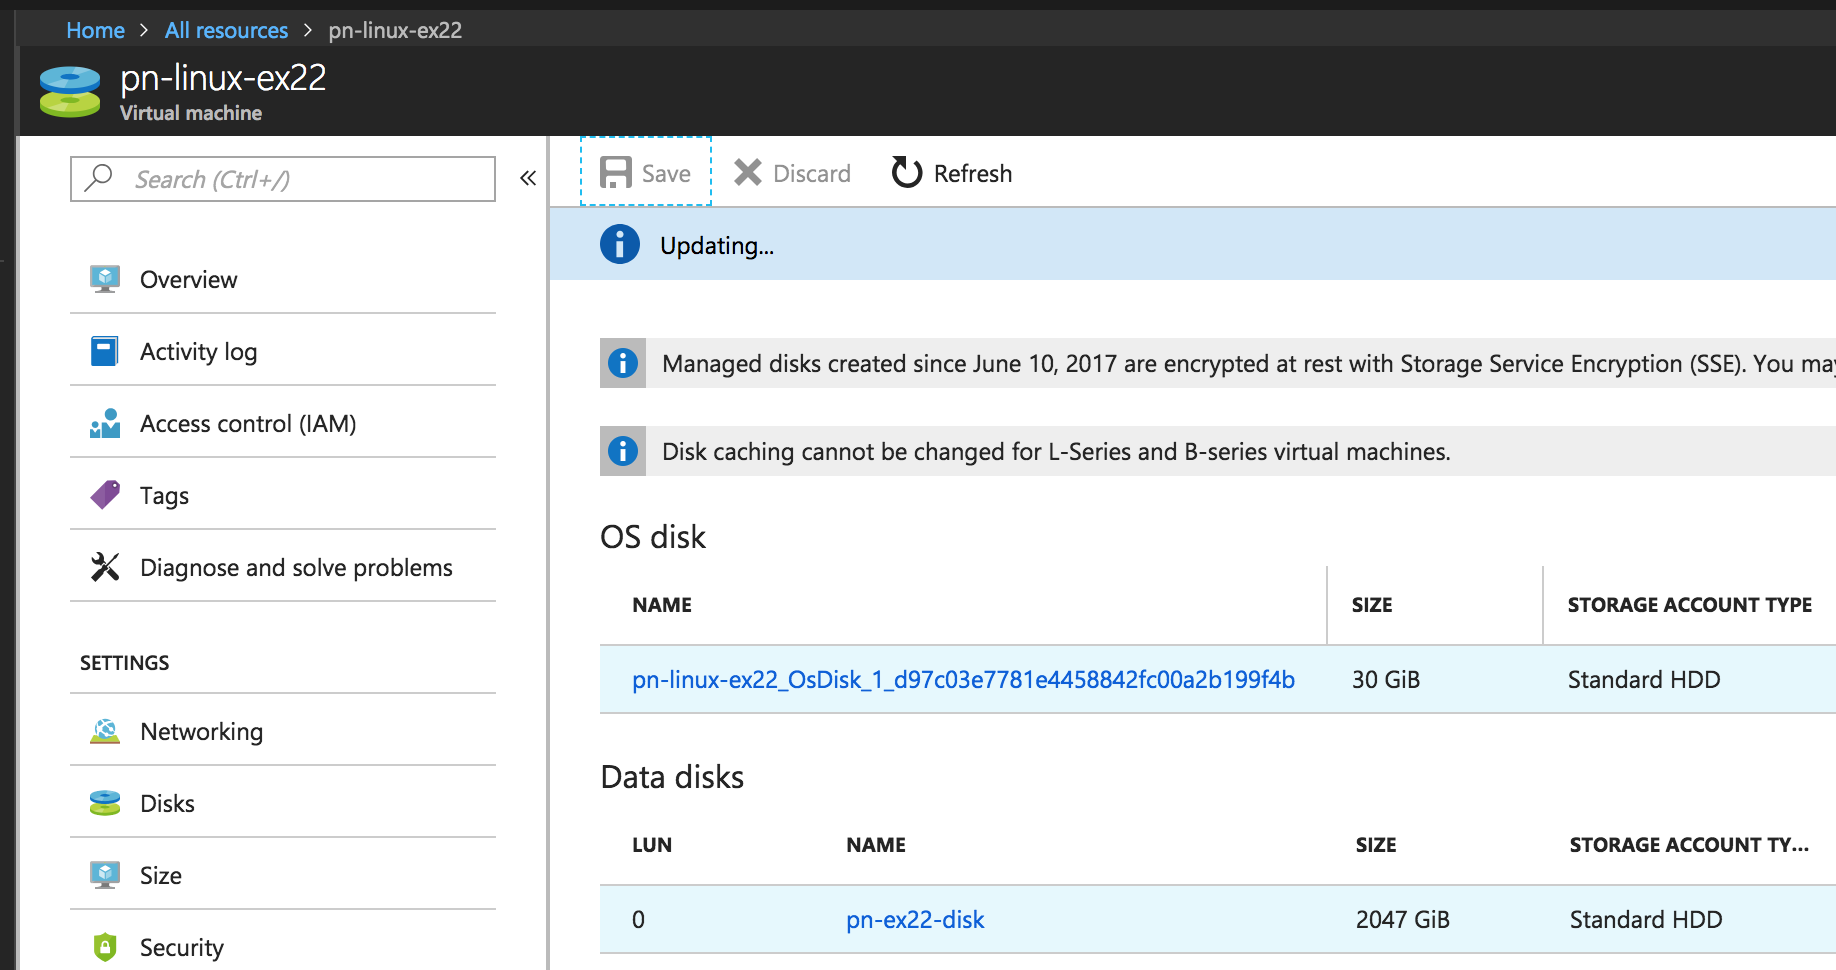 Home > All resources > pn-linux-ex22
pn-linux-ex22
Virtual machine
Search (Ctrl+/)
«
Save
Discard
Refresh
Updating...
Overview
Activity log
Access control (IAM)
Tags
Diagnose and solve problems
SETTINGS
Networking
Disks
Size
Security
Managed disks created since June 10, 2017 are encrypted at rest with Storage Service Encryption (SSE). You may
Disk caching cannot be changed for L-Series and B-series virtual machines.
OS disk
NAME SIZE STORAGE ACCOUNT TYPE
pn-linux-ex22_OsDisk_1_d97c03e7781e4458842fc00a2b199f4b 30 GiB Standard HDD
Data disks
LUN NAME SIZE STORAGE ACCOUNT TY...
0 pn-ex22-disk 2047 GiB Standard HDD